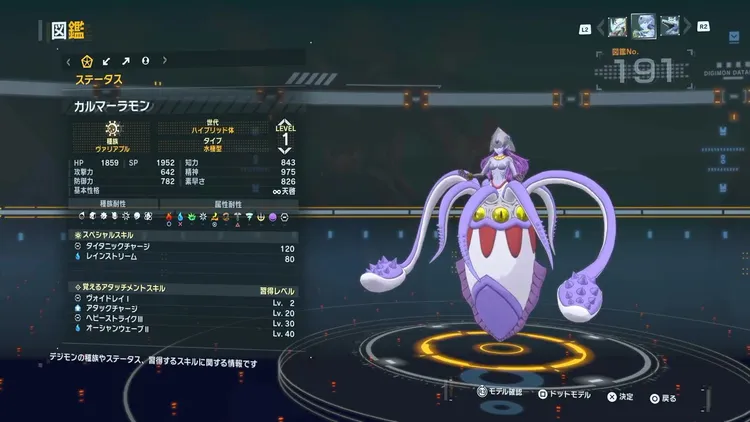 図鑑
L2
R2
図鑑No.
191
DIGIMON DATA
ステータス
カルマーラモン
種族
ヴァリアブル
世代
ハイブリッド体
タイプ
水棲型
LEVEL
1
HP 1859 SP 1952 知力 843
攻撃力 642 精神 975
防御力 782 素早さ 826
基本性格 天啓
種族耐性 属性耐性
スペシャルスキル
タイタニックチャージ 120
レインストリーム 80
覚えるアタッチメントスキル 習得レベル
ヴォイドレイⅠ Lv. 2
アタックチャージ Lv. 20
ヘビーストライクⅢ Lv. 30
オーシャンウェーブⅡ Lv. 40
デジモンの種族やステータス、習得するスキルに関する情報です
R3 モデル確認 ドットモデル 決定 戻る